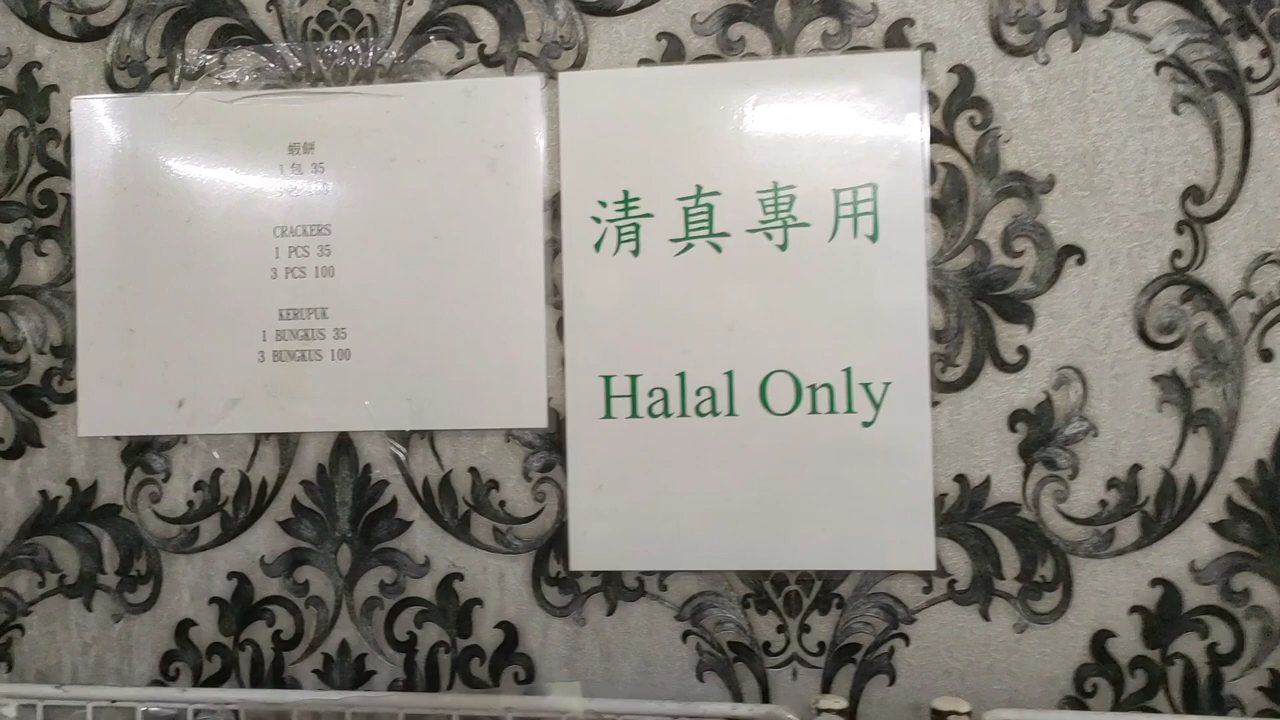 蝦餅
1 包 35
CRACKERS
1 PCS 35
3 PCS 100
KERUPUK
1 BUNGKUS 35
3 BUNGKUS 100
清真專用
Halal Only